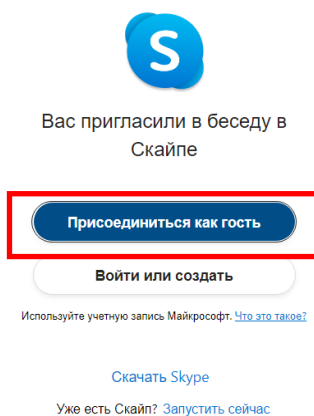 S
Вас пригласили в беседу в
Скайпе
Присоединиться как гость
Войти или создать
Используйте учетную запись Майкрософт. Что это такое?
Скачать Skype
Уже есть Скайп? Запустить сейчас